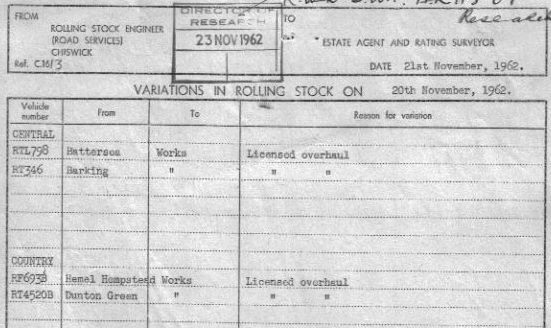 DIRECTOR OF
RESEARCH
23 NOV 1962
FROM
ROLLING STOCK ENGINEER
(ROAD SERVICES)
CHISWICK
Ref. C16/3
TO
Research
ESTATE AGENT AND RATING SURVEYOR
DATE 21st November, 1962.
VARIATIONS IN ROLLING STOCK ON 20th November, 1962.
Vehicle number From To Reason for variation
CENTRAL
RTL798 Battersea Works Licensed overhaul
RT346 Barking " " "
COUNTRY
RF693B Hemel Hempstead Works Licensed overhaul
RT4520B Dunton Green " " "